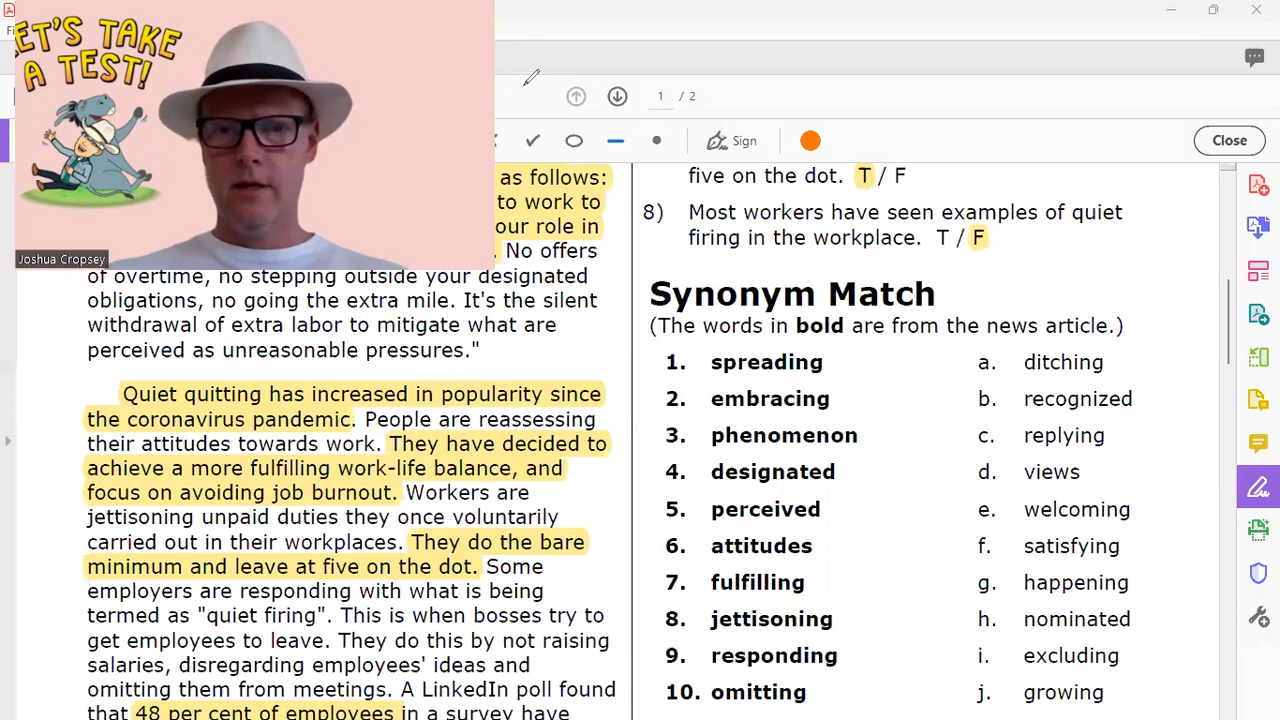 LET'S TAKE
A TEST!
Joshua Cropsey
1 / 2
Sign
Close
as follows:
to work to
our role in
No offers
of overtime, no stepping outside your designated
obligations, no going the extra mile. It's the silent
withdrawal of extra labor to mitigate what are
perceived as unreasonable pressures."
Quiet quitting has increased in popularity since
the coronavirus pandemic. People are reassessing
their attitudes towards work. They have decided to
achieve a more fulfilling work-life balance, and
focus on avoiding job burnout. Workers are
jettisoning unpaid duties they once voluntarily
carried out in their workplaces. They do the bare
minimum and leave at five on the dot. Some
employers are responding with what is being
termed as "quiet firing". This is when bosses try to
get employees to leave. They do this by not raising
salaries, disregarding employees' ideas and
omitting them from meetings. A LinkedIn poll found
that 48 per cent of employees in a survey have
five on the dot. T / F
8) Most workers have seen examples of quiet
firing in the workplace. T / F
Synonym Match
(The words in bold are from the news article.)
1. spreading a. ditching
2. embracing b. recognized
3. phenomenon c. replying
4. designated d. views
5. perceived e. welcoming
6. attitudes f. satisfying
7. fulfilling g. happening
8. jettisoning h. nominated
9. responding i. excluding
10. omitting j. growing